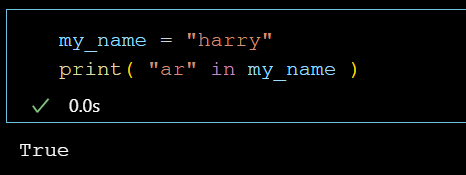 my_name = "harry"
print( "ar" in my_name )
0.0s
True